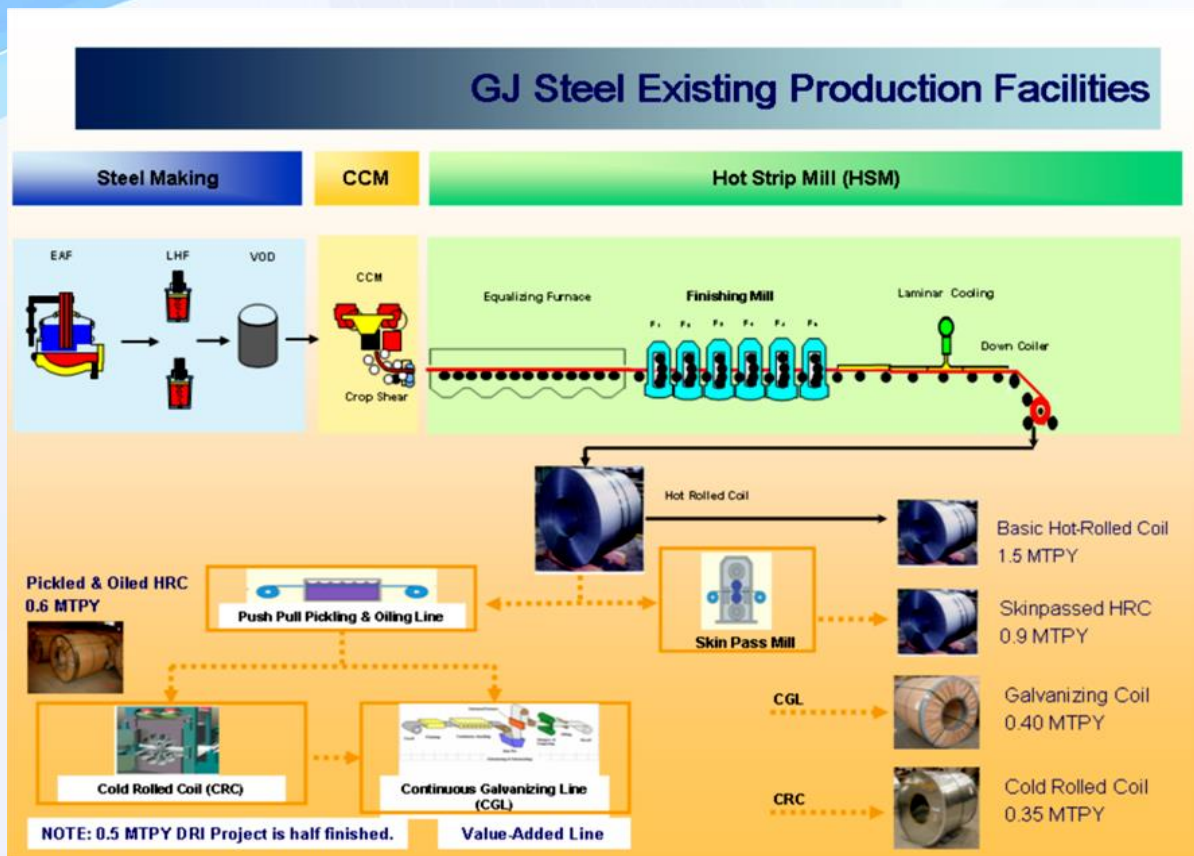 GJ Steel Existing Production Facilities
Steel Making
CCM
Hot Strip Mill (HSM)
EAF
LHF
VOD
CCM
Crop Shear
Equalizing Furnace
Finishing Mill
Laminar Cooling
Down Coiler
Hot Rolled Coil
Basic Hot-Rolled Coil
1.5 MTPY
Pickled & Oiled HRC
0.6 MTPY
Push Pull Pickling & Oiling Line
Skin Pass Mill
Skinpassed HRC
0.9 MTPY
CGL
Galvanizing Coil
0.40 MTPY
Cold Rolled Coil (CRC)
Continuous Galvanizing Line
(CGL)
CRC
Cold Rolled Coil
0.35 MTPY
NOTE: 0.5 MTPY DRI Project is half finished.
Value-Added Line